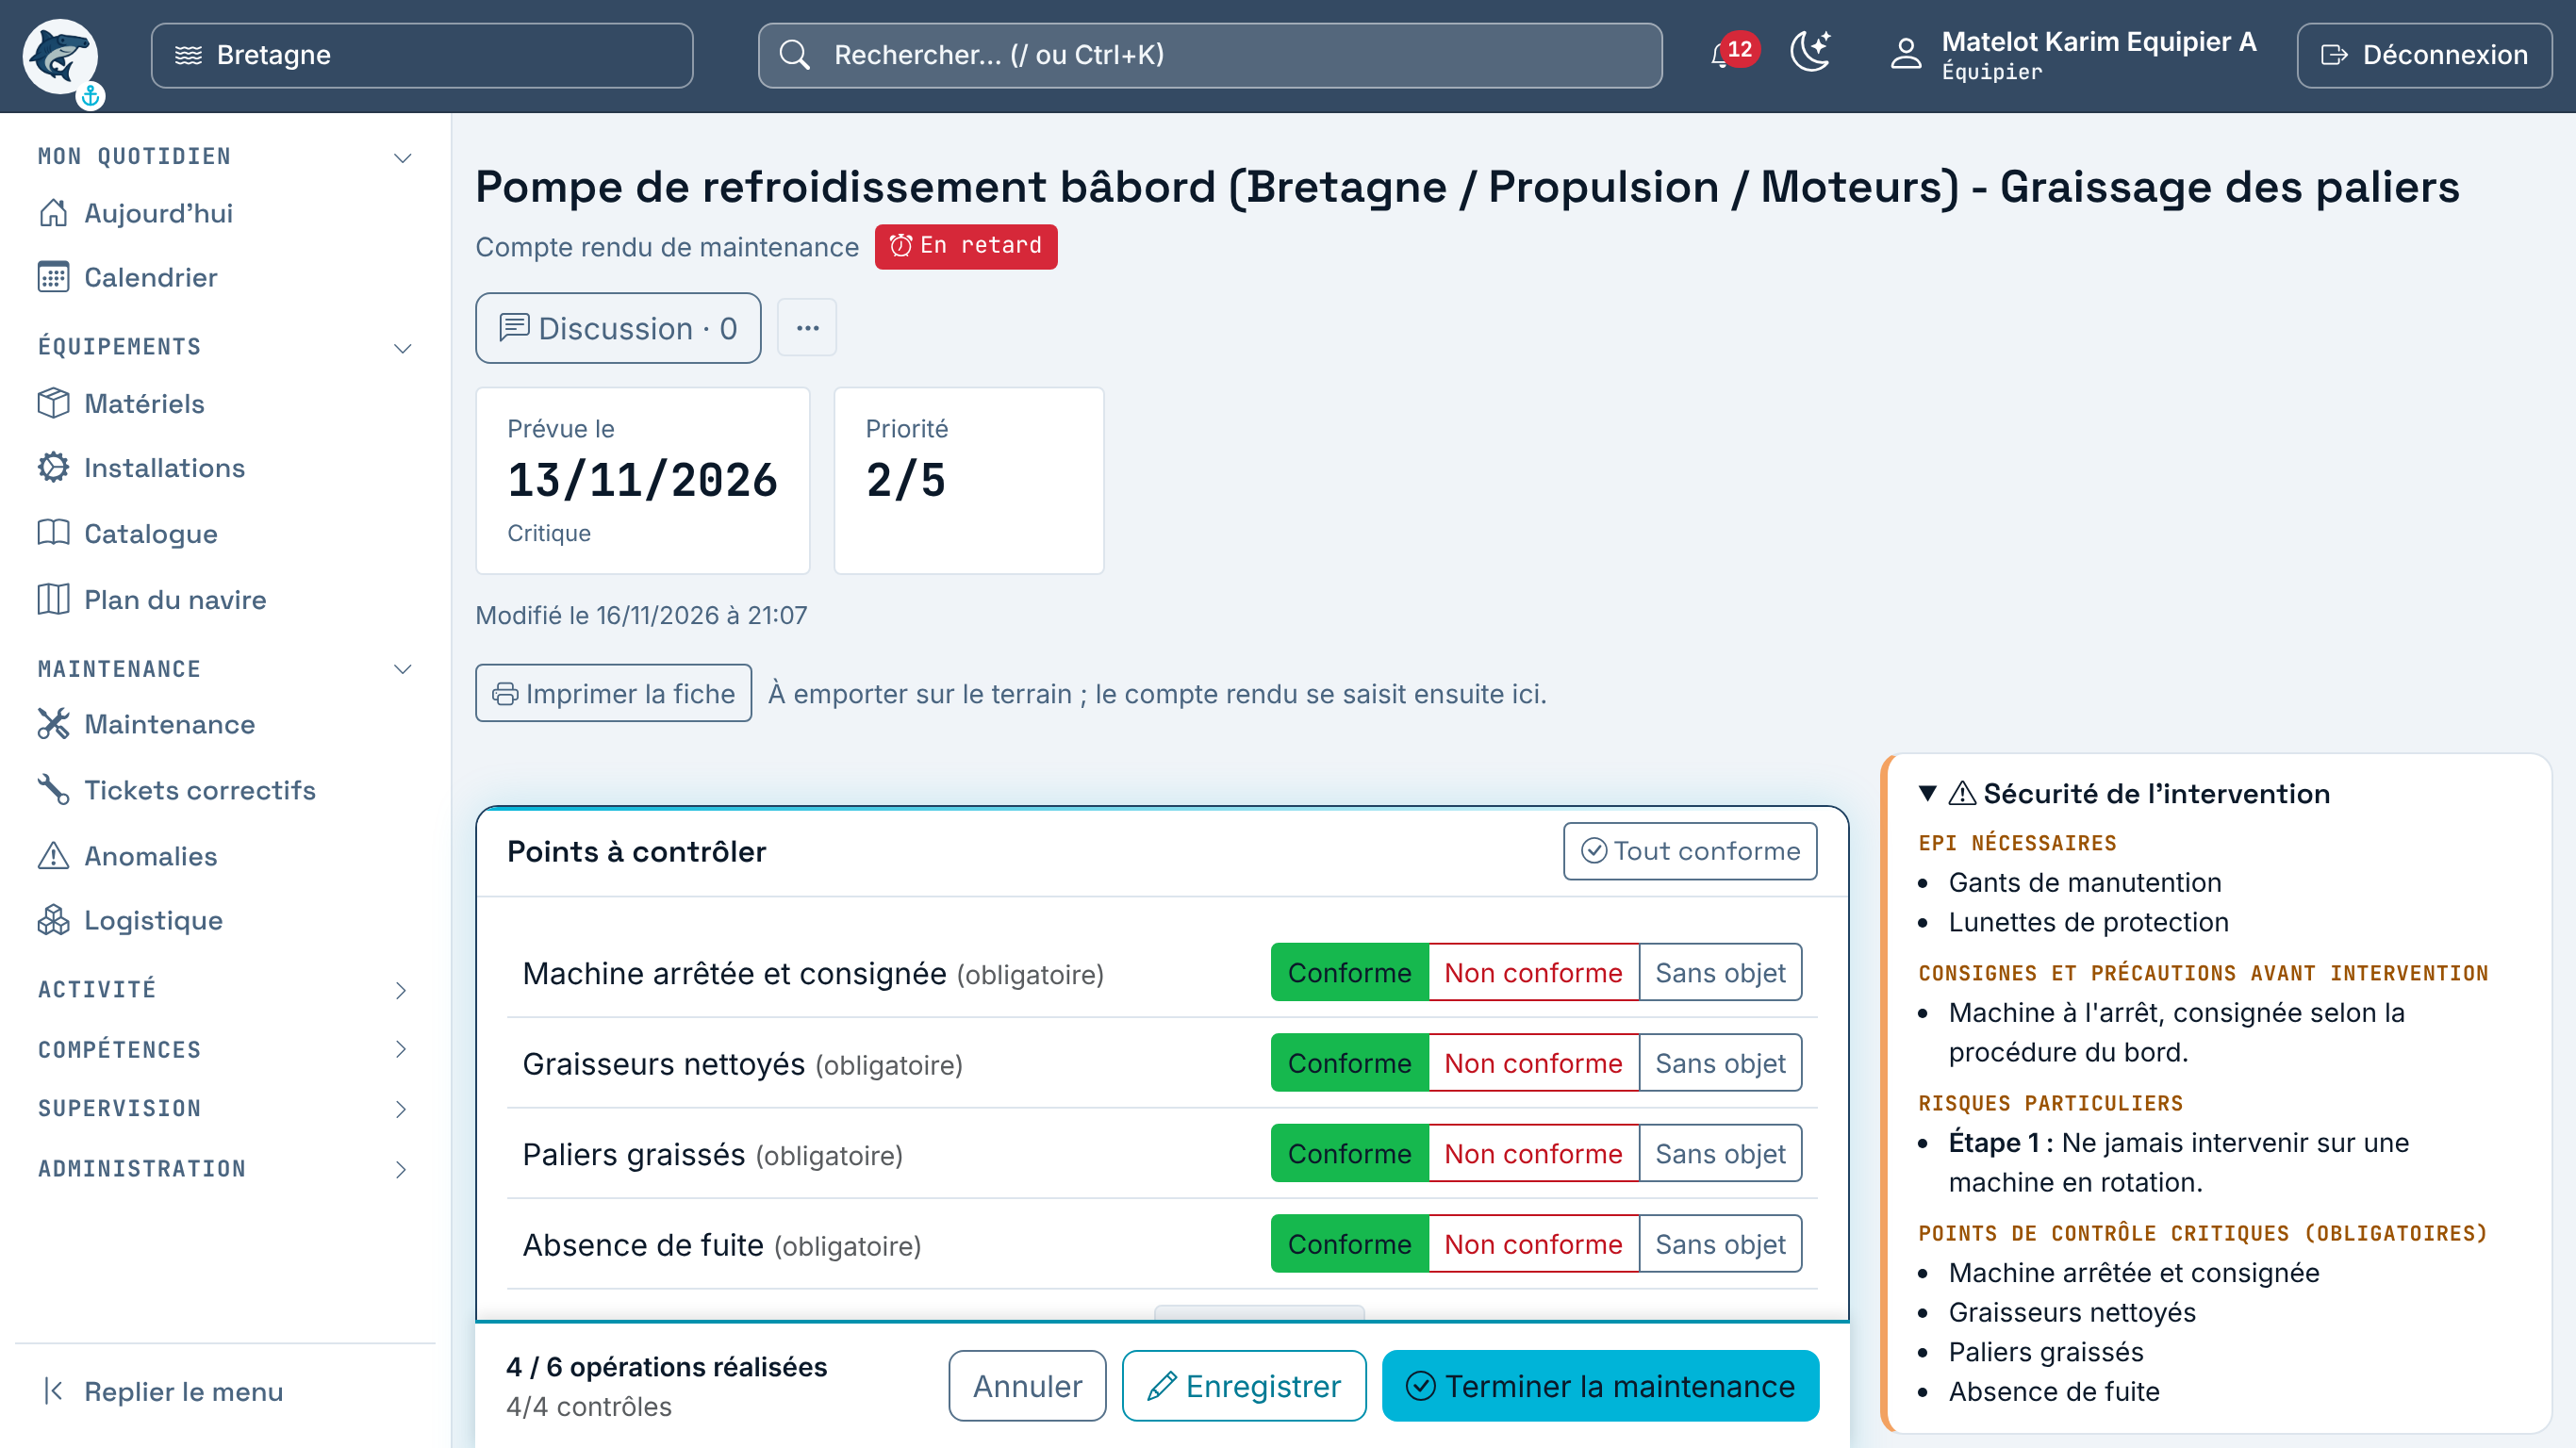 Bretagne
Rechercher... (/ ou Ctrl+K)
12
Matelot Karim Equipier A
Équipier
Déconnexion
MON QUOTIDIEN
Aujourd'hui
Calendrier
ÉQUIPEMENTS
Matériels
Installations
Catalogue
Plan du navire
MAINTENANCE
Maintenance
Tickets correctifs
Anomalies
Logistique
ACTIVITÉ
COMPÉTENCES
SUPERVISION
ADMINISTRATION
Replier le menu
Pompe de refroidissement bâbord (Bretagne / Propulsion / Moteurs) - Graissage des paliers
Compte rendu de maintenance En retard
Discussion · 0
Prévue le
13/11/2026
Critique
Priorité
2/5
Modifié le 16/11/2026 à 21:07
Imprimer la fiche À emporter sur le terrain ; le compte rendu se saisit ensuite ici.
Points à contrôler Tout conforme
Machine arrêtée et consignée (obligatoire) Conforme Non conforme Sans objet
Graisseurs nettoyés (obligatoire) Conforme Non conforme Sans objet
Paliers graissés (obligatoire) Conforme Non conforme Sans objet
Absence de fuite (obligatoire) Conforme Non conforme Sans objet
4 / 6 opérations réalisées
4/4 contrôles
Annuler Enregistrer Terminer la maintenance
Sécurité de l'intervention
EPI NÉCESSAIRES
• Gants de manutention
• Lunettes de protection
CONSIGNES ET PRÉCAUTIONS AVANT INTERVENTION
• Machine à l'arrêt, consignée selon la
procédure du bord.
RISQUES PARTICULIERS
• Étape 1 : Ne jamais intervenir sur une
machine en rotation.
POINTS DE CONTRÔLE CRITIQUES (OBLIGATOIRES)
• Machine arrêtée et consignée
• Graisseurs nettoyés
• Paliers graissés
• Absence de fuite